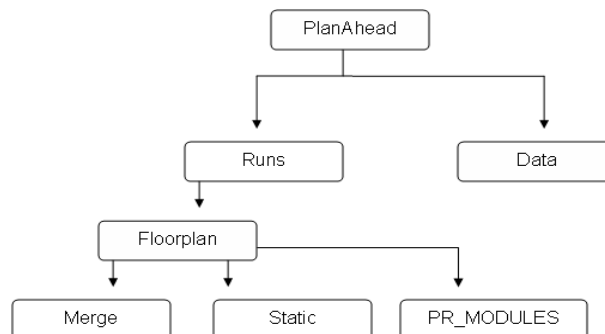 PlanAhead
Runs
Data
Floorplan
Merge
Static
PR_MODULES